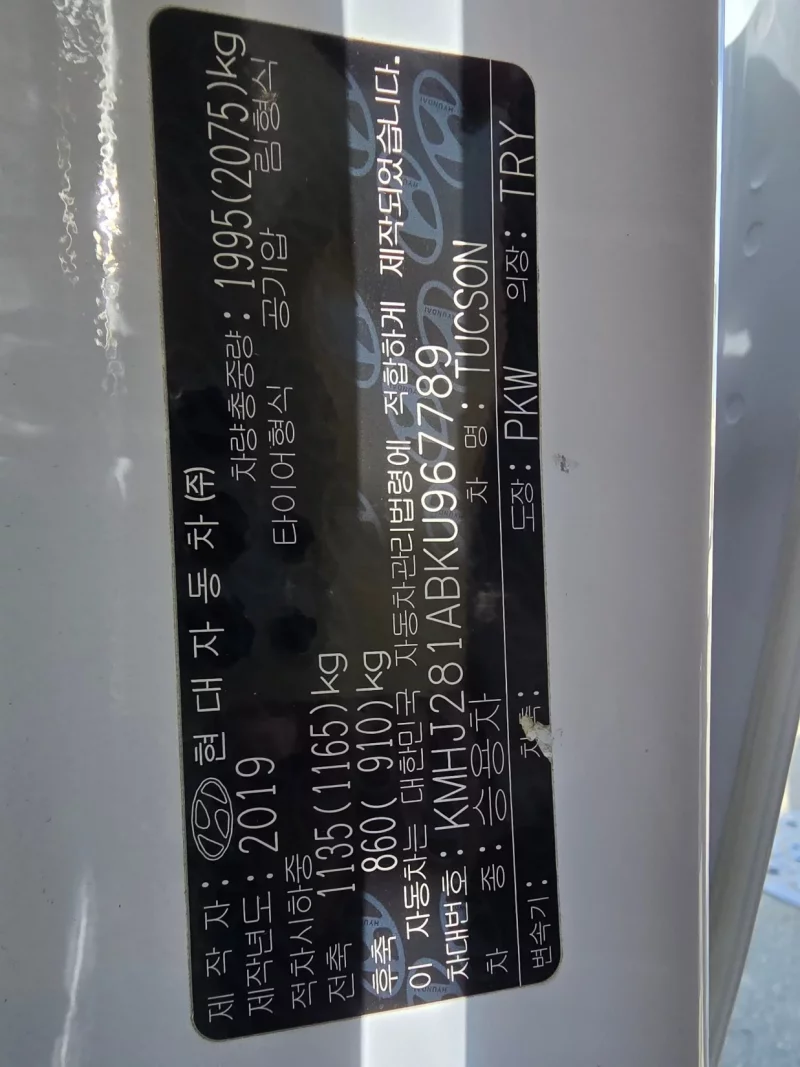 제 작 자 : 현 대 자 동 차 (주)
제작년도 : 2019 차량총중량 : 1995(2075)kg
적차시하중 타이어형식 공기압 림형식
전축 1135(1165)kg
후축 860( 910)kg
이 자동차는 대한민국 자동차관리법령에 적합하게 제작되었습니다.
차대번호 : KMHJ281ABKU967789
차 종 : 승용차 차 명 : TUCSON
변속기 : 차축 : 도장 : PKW 의장 : TRY